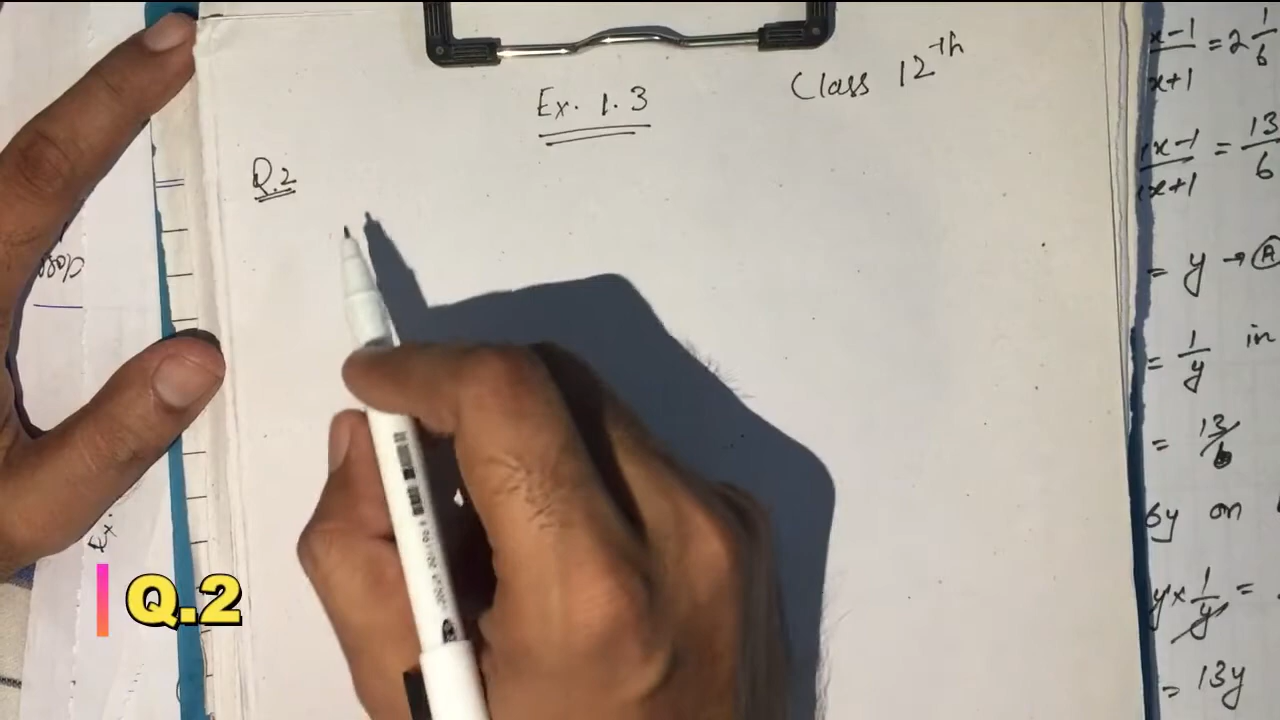 Class 12th
Ex. 1.3
Q.2
Q.2
x-1/x+1 = 2 1/6
x-1/x+1 = 13/6
= y → A
= 1/y in
= 13/6
6y on
y × 1/y =
= 13y